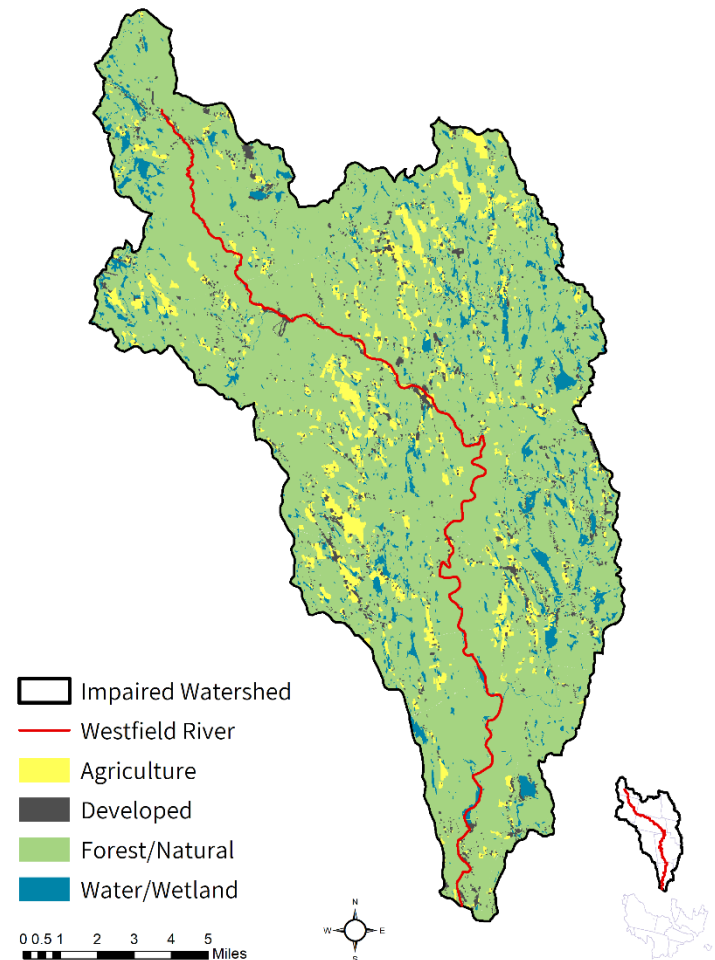 Impaired Watershed
Westfield River
Agriculture
Developed
Forest/Natural
Water/Wetland
N
W E
S
0 0.5 1 2 3 4 5
Miles